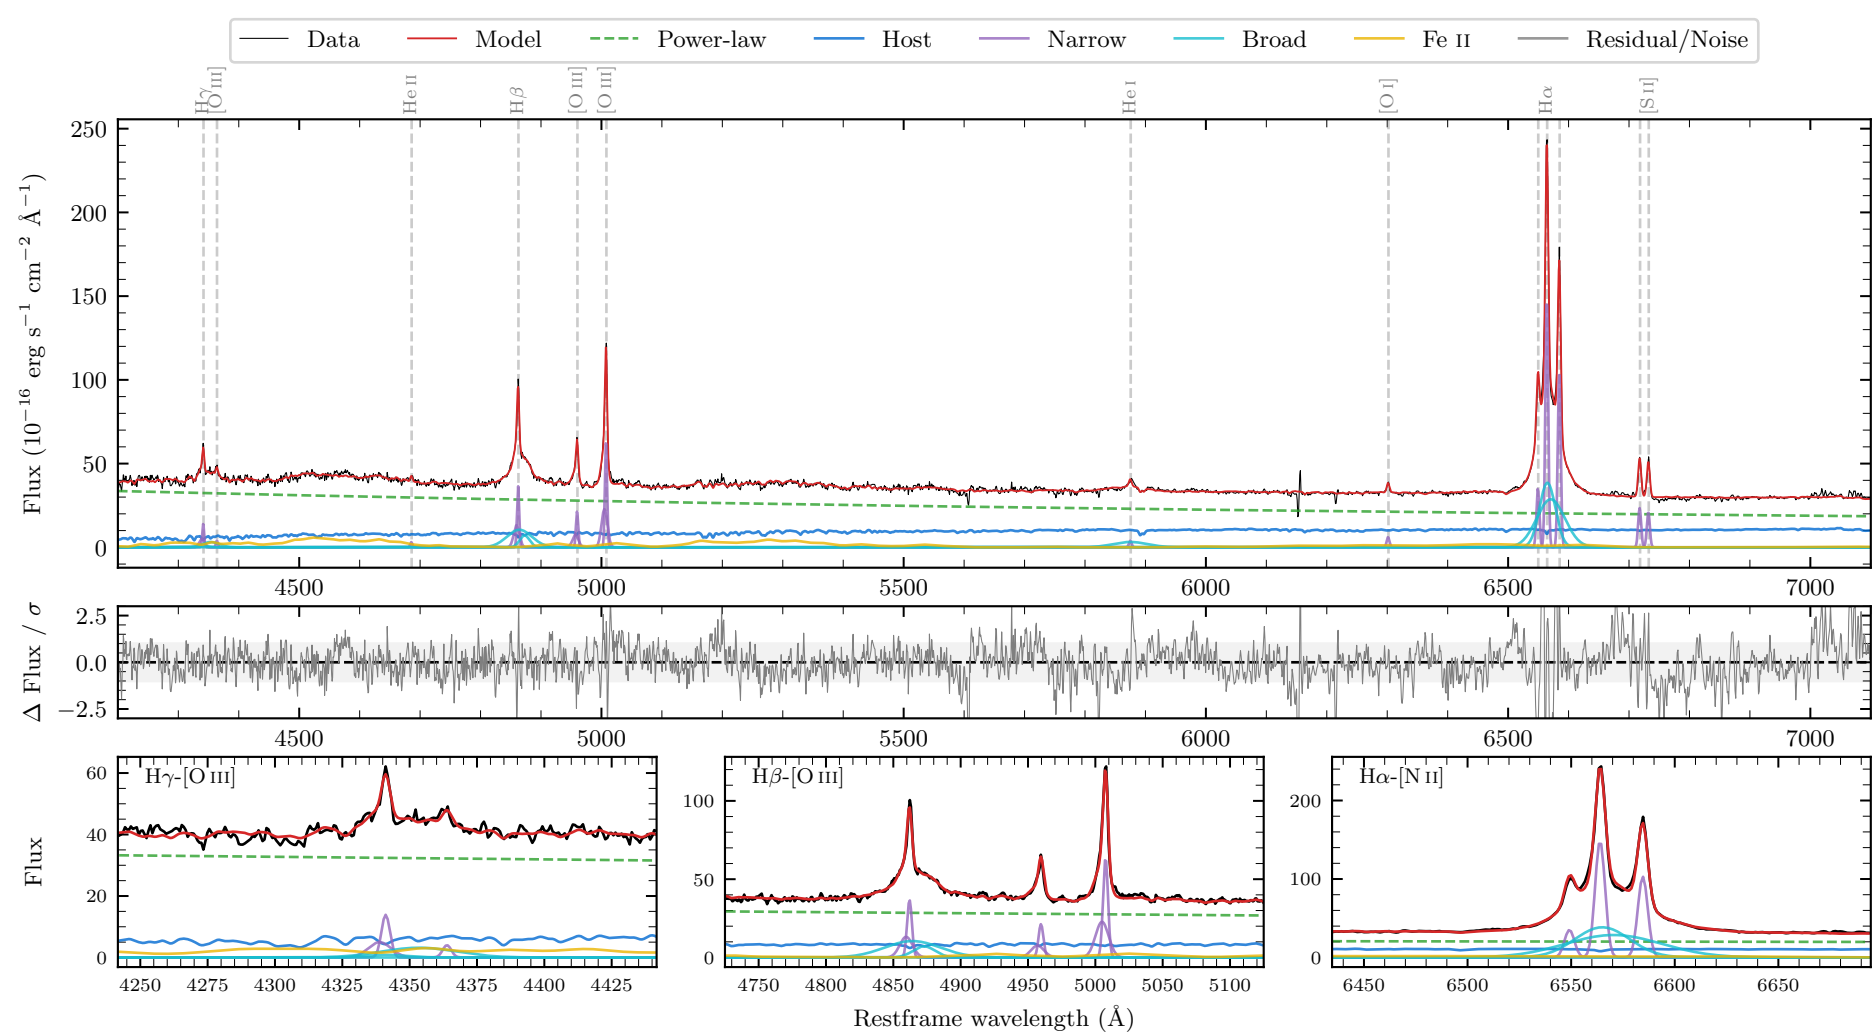 Data Model Power-law Host Narrow Broad Fe II Residual/Noise
Hγ [O III] He II Hβ [O III] [O III] He I [O I] Hα [S II]
Flux (10⁻¹⁶ erg s⁻¹ cm⁻² Å⁻¹)
250
200
150
100
50
0
4500 5000 5500 6000 6500 7000
Δ Flux / σ
2.5
0.0
−2.5
4500 5000 5500 6000 6500 7000
Flux
Hγ-[O III]
60
40
20
0
4250 4275 4300 4325 4350 4375 4400 4425
Hβ-[O III]
100
50
0
4750 4800 4850 4900 4950 5000 5050 5100
Hα-[N II]
200
100
0
6450 6500 6550 6600 6650
Restframe wavelength (Å)